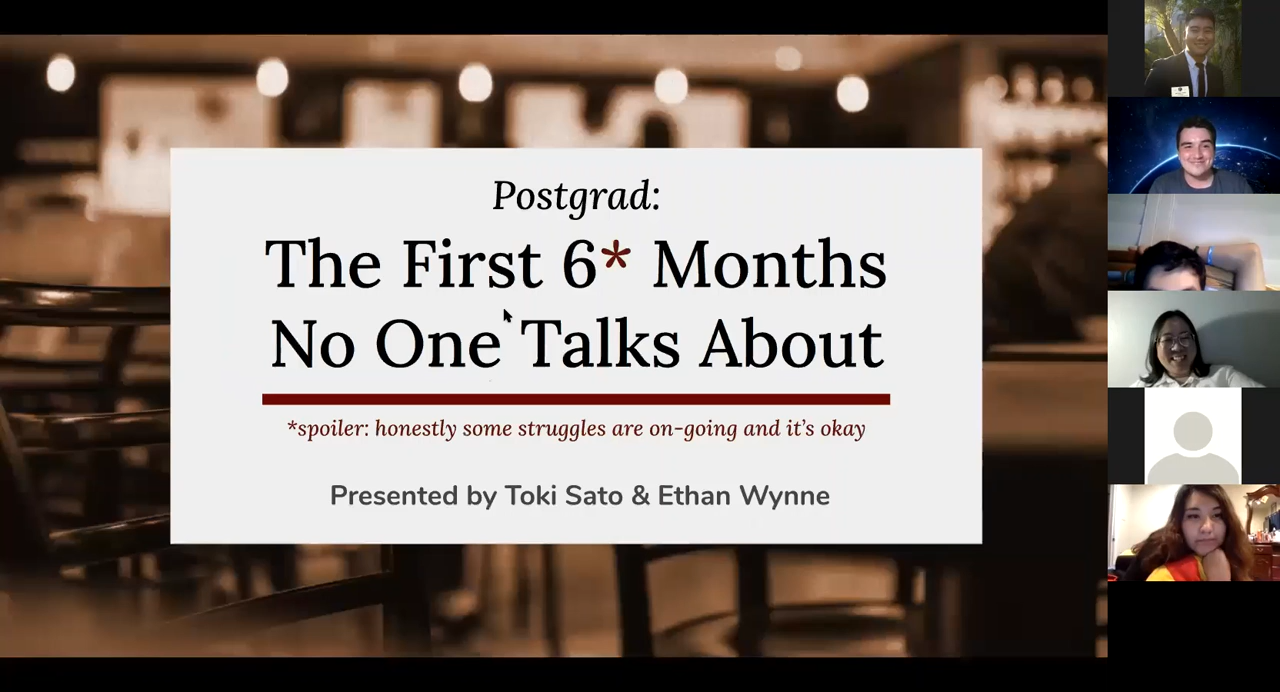 Postgrad:
The First 6* Months
No One Talks About
*spoiler: honestly some struggles are on-going and it's okay
Presented by Toki Sato & Ethan Wynne